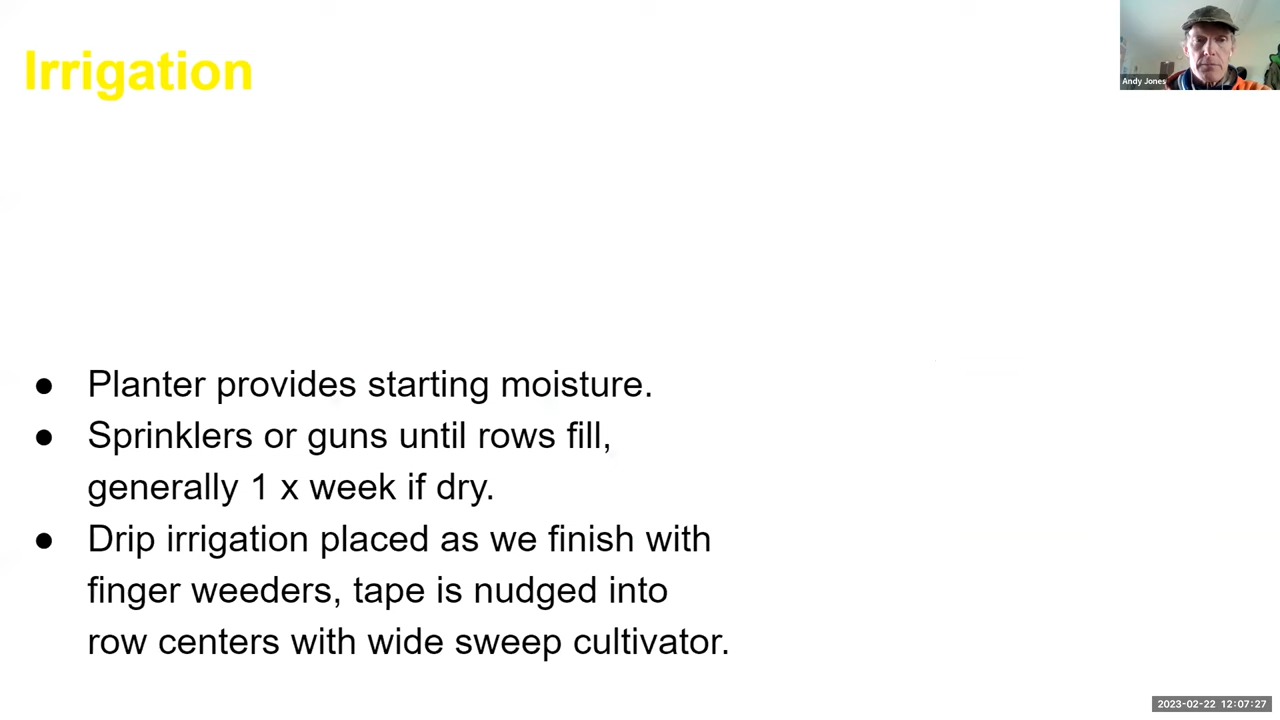 Irrigation
Andy Jones
● Planter provides starting moisture.
● Sprinklers or guns until rows fill,
generally 1 x week if dry.
● Drip irrigation placed as we finish with
finger weeders, tape is nudged into
row centers with wide sweep cultivator.
2023-02-22 12:07:27